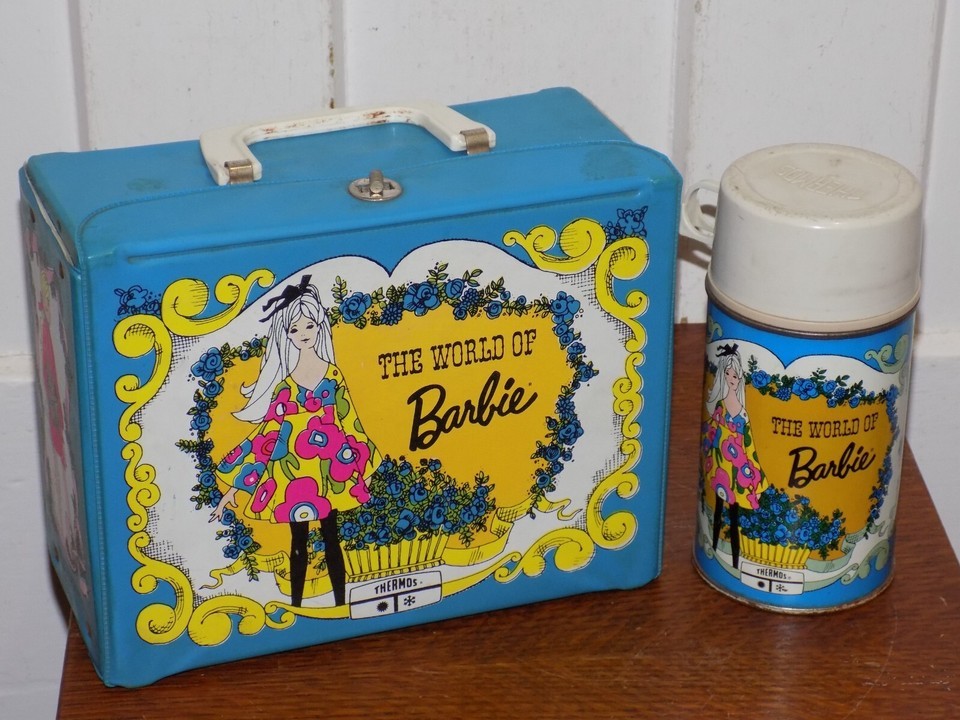 THE WORLD OF
Barbie
THERMOS
THE WORLD OF
Barbie
THERMOS